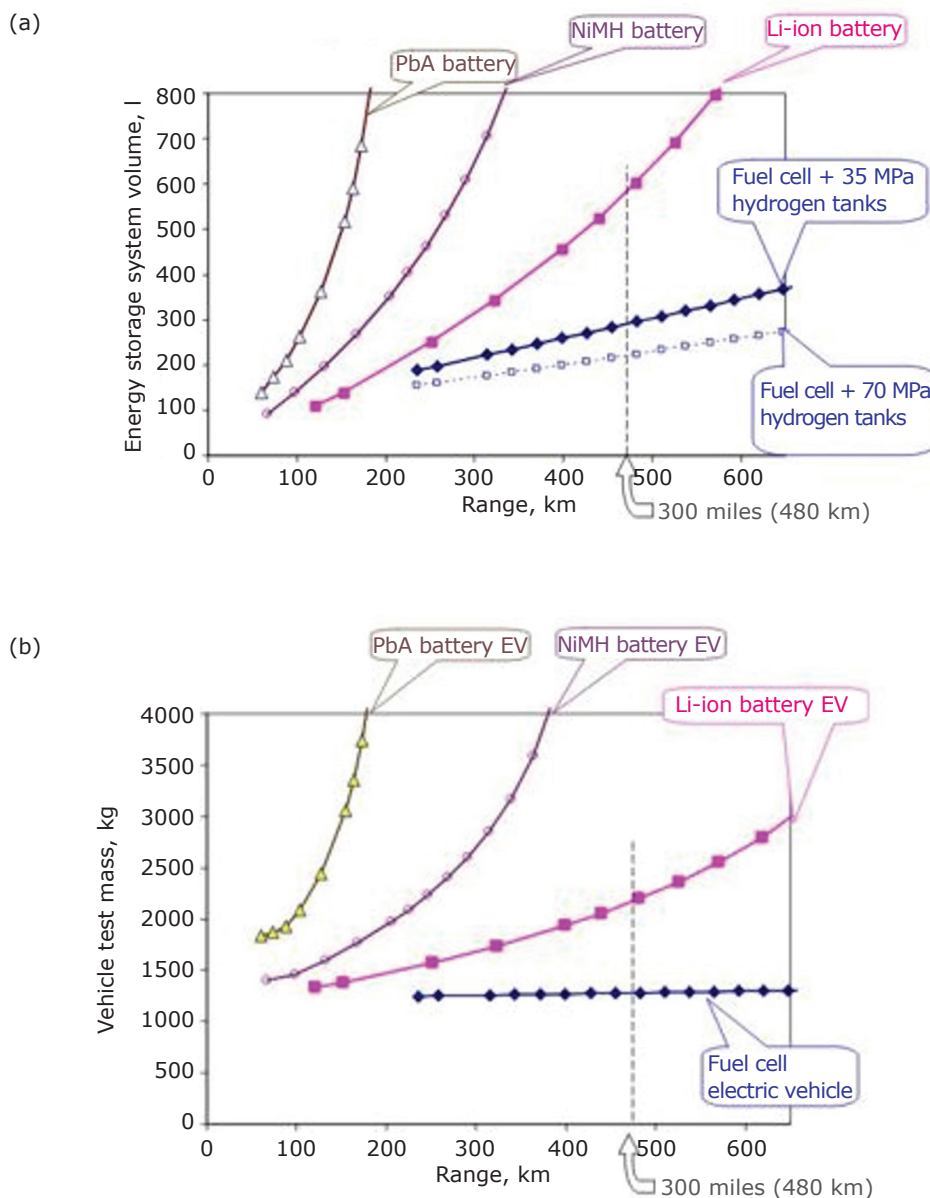 (a)
NiMH battery
Li-ion battery
PbA battery
Energy storage system volume, l
800
700
600
500
400
300
200
100
0
Fuel cell + 35 MPa
hydrogen tanks
Fuel cell + 70 MPa
hydrogen tanks
0 100 200 300 400 500 600
Range, km
300 miles (480 km)
(b)
PbA battery EV
NiMH battery EV
Li-ion battery EV
Vehicle test mass, kg
4000
3500
3000
2500
2000
1500
1000
500
0
Fuel cell
electric vehicle
0 100 200 300 400 500 600
Range, km
300 miles (480 km)